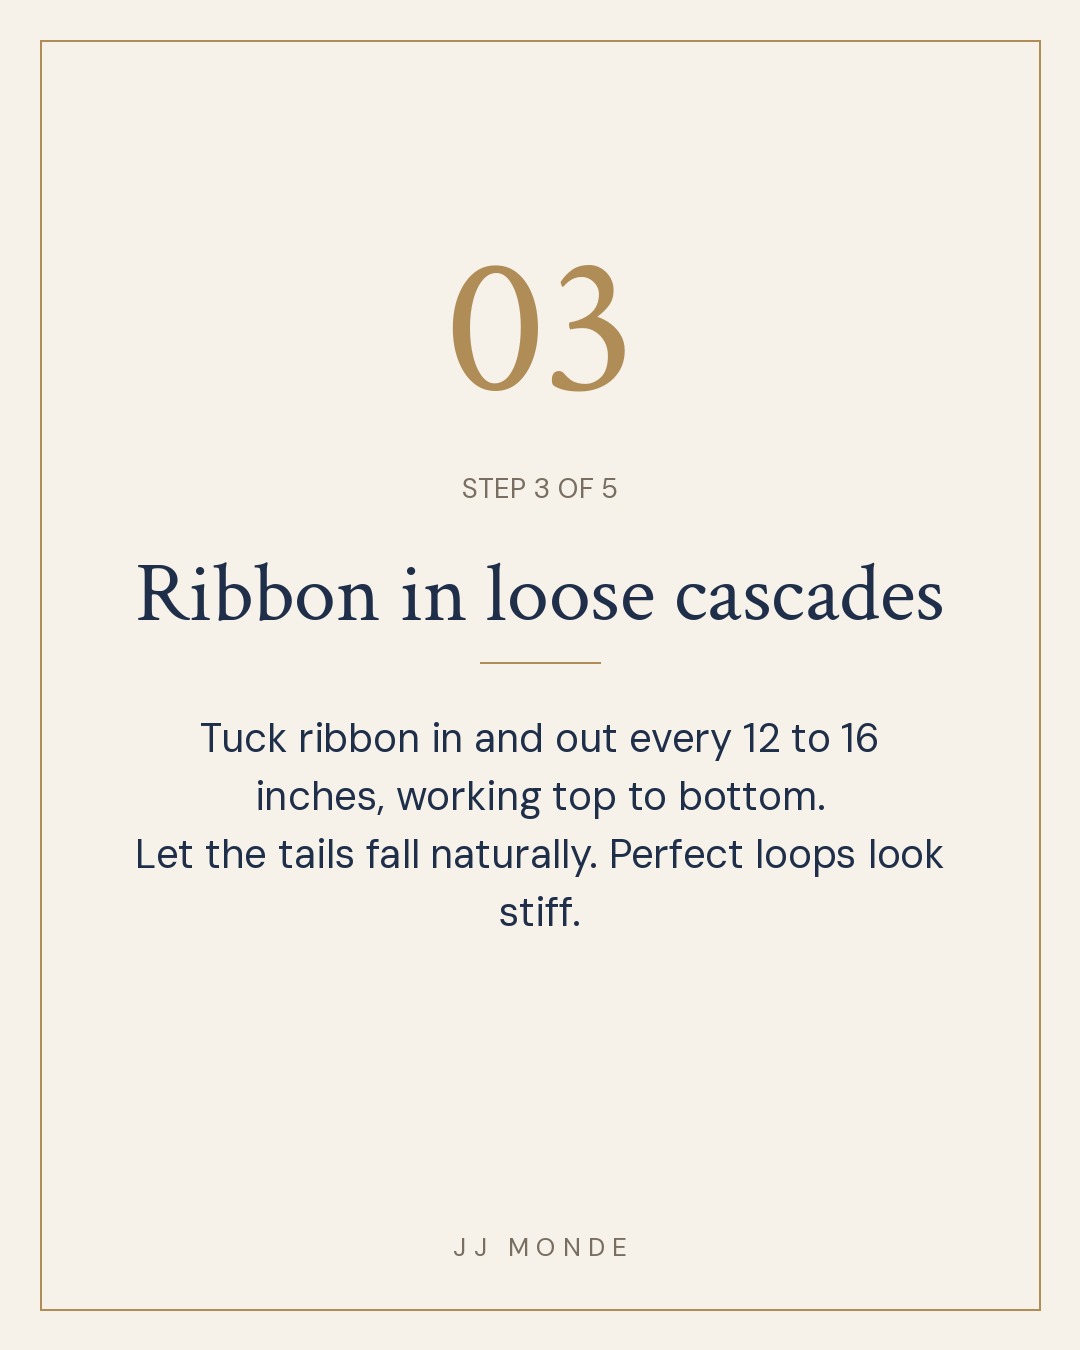 03
STEP 3 OF 5
Ribbon in loose cascades
Tuck ribbon in and out every 12 to 16
inches, working top to bottom.
Let the tails fall naturally. Perfect loops look
stiff.
JJ MONDE